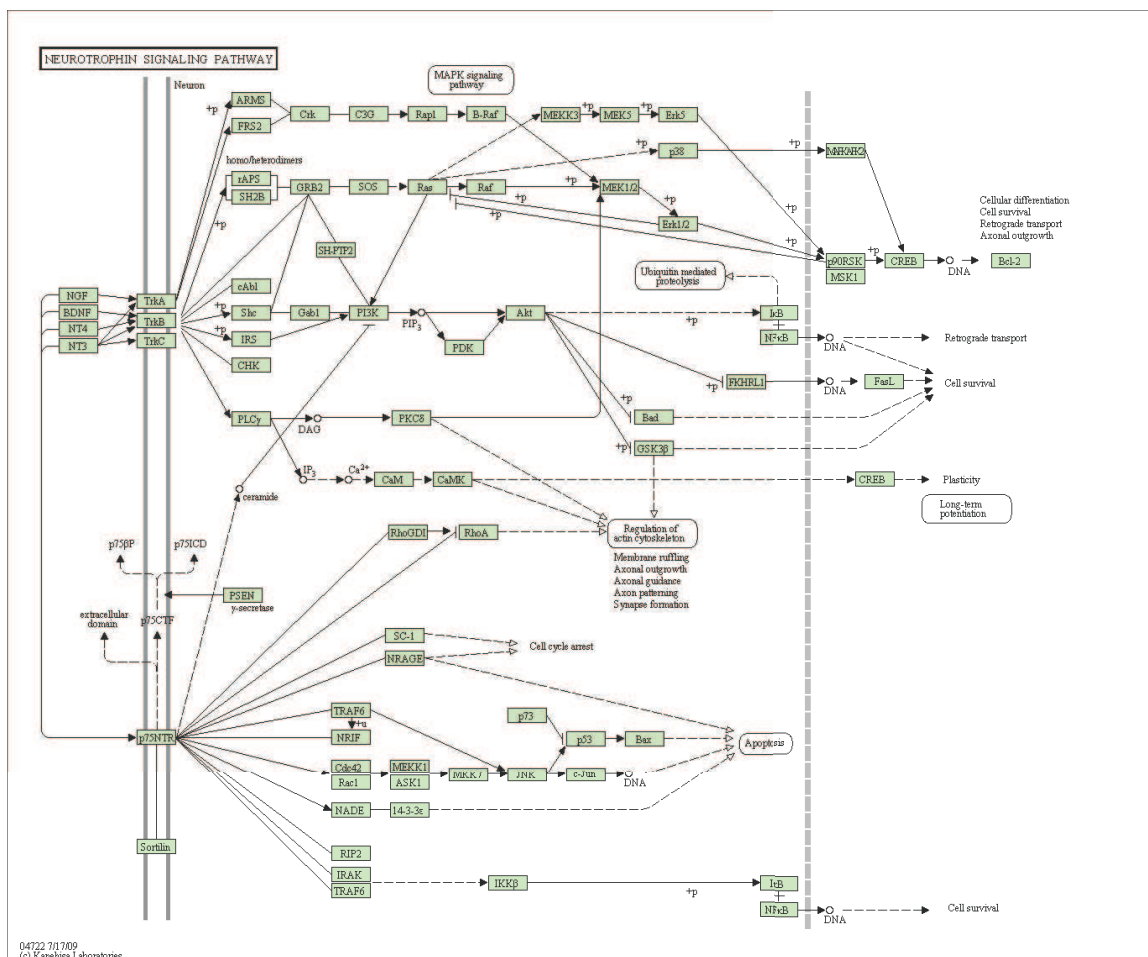 NEUROTROPHIN SIGNALING PATHWAY
Neuron
MAPK signaling
pathway
ARMS
FRS2
+p
Crk
C3G
Rap1
B-Raf
MEKK3
+p
MEK5
+p
Erk5
p38
+p
homo/heterodimers
rAPS
SH2B
+p
+p
GRB2
SOS
Ras
Raf
+p
MEK1/2
+p
Erk1/2
+p
+p
+p
+p
SH-PTP2
Cellular differentiation
Cell survival
Retrograde transport
Axonal outgrowth
p90RSK
MSK1
+p
CREB
DNA
Bcl-2
Ubiquitin mediated
proteolysis
NGF
BDNF
NT4
NT3
TrkA
TrkB
TrkC
cAbl
+p
Shc
Gab1
PI3K
PIP3
Akt
+p
IκB
+p
IRS
PDK
NFκB
DNA
Retrograde transport
CHK
+p
FKHRL1
DNA
FasL
Cell survival
PLCγ
DAG
PKCδ
+p
Bad
+p
GSK3β
IP3
Ca2+
CaM
CaMK
CREB
Plasticity
ceramide
Long-term
potentiation
RhoGDI
RhoA
Regulation of
actin cytoskeleton
Membrane ruffling
Axonal outgrowth
Axonal guidance
Axon patterning
Synapse formation
p75βP
p75ICD
PSEN
γ-secretase
extracellular
domain
p75CTF
SC-1
NRAGE
Cell cycle arrest
TRAF6
+u
NRIF
p73
p53
Bax
Apoptosis
p75NTR
Cdc42
Rac1
MEKK1
ASK1
MKK7
JNK
c-Jun
DNA
NADE
14-3-3ε
Sortilin
RIP2
IRAK
TRAF6
IKKβ
+p
IκB
NFκB
DNA
Cell survival
04722 7/17/09
(c) Kanehisa Laboratories